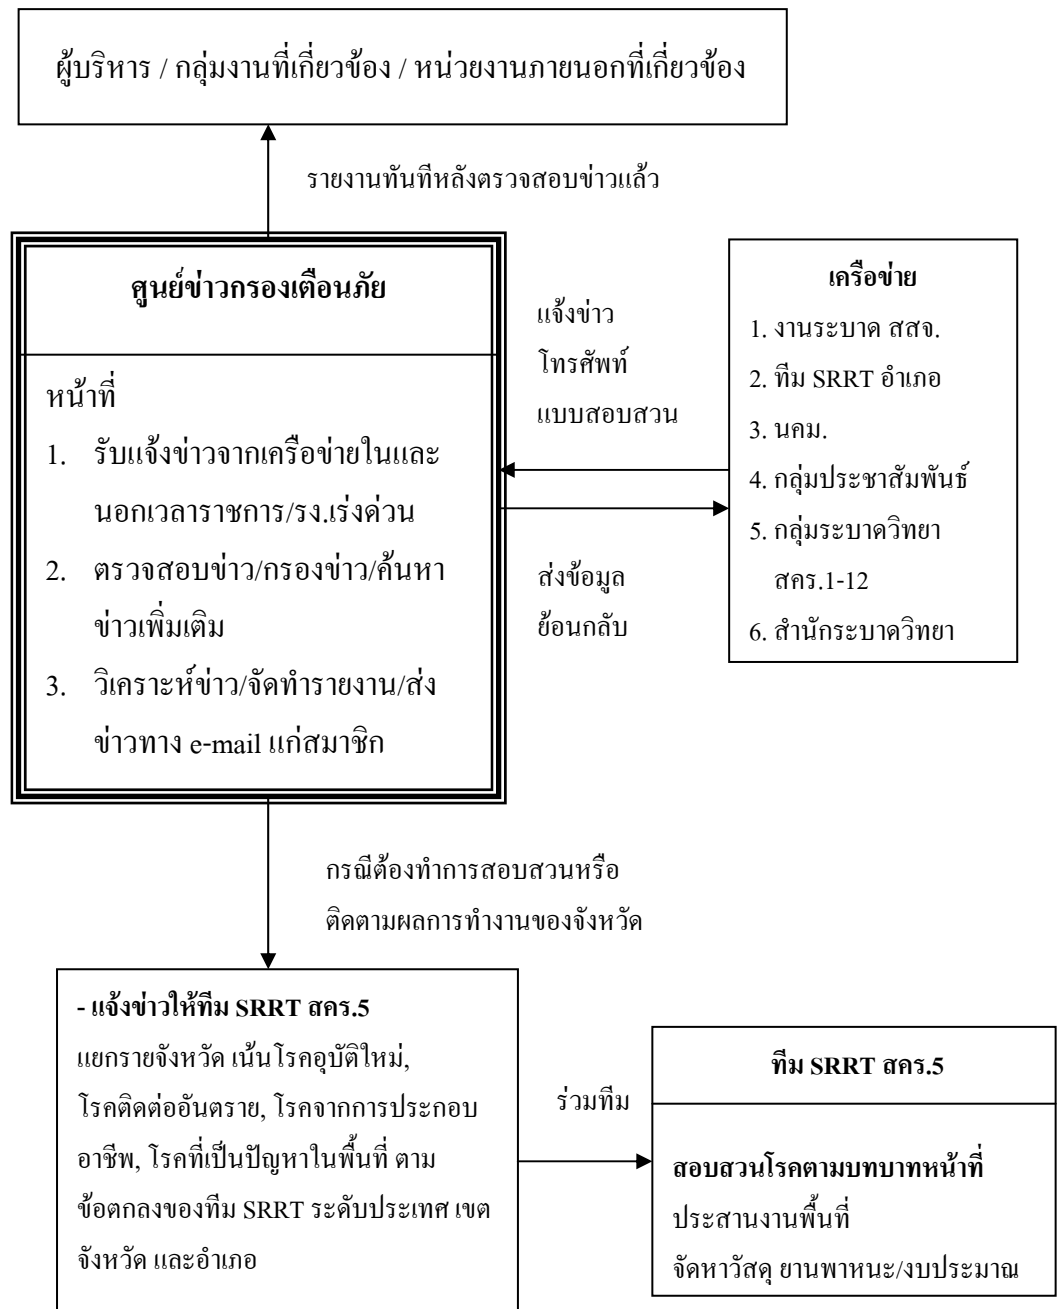 ผู้บริหาร / กลุ่มงานที่เกี่ยวข้อง / หน่วยงานภายนอกที่เกี่ยวข้อง
รายงานทันทีหลังตรวจสอบข่าวแล้ว
ศูนย์ข่าวกรองเตือนภัย
หน้าที่
1. รับแจ้งข่าวจากเครือข่ายในและ
นอกเวลาราชการ/รง.เร่งด่วน
2. ตรวจสอบข่าว/กรองข่าว/ค้นหา
ข่าวเพิ่มเติม
3. วิเคราะห์ข่าว/จัดทำรายงาน/ส่ง
ข่าวทาง e-mail แก่สมาชิก
แจ้งข่าว
โทรศัพท์
แบบสอบสวน
ส่งข้อมูล
ย้อนกลับ
เครือข่าย
1. งานระบาด สสจ.
2. ทีม SRRT อำเภอ
3. นคม.
4. กลุ่มประชาสัมพันธ์
5. กลุ่มระบาดวิทยา
สคร.1-12
6. สำนักระบาดวิทยา
กรณีต้องทำการสอบสวนหรือ
ติดตามผลการทำงานของจังหวัด
- แจ้งข่าวให้ทีม SRRT สคร.5
แยกรายจังหวัด เน้นโรคอุบัติใหม่,
โรคติดต่ออันตราย, โรคจากการประกอบ
อาชีพ, โรคที่เป็นปัญหาในพื้นที่ ตาม
ข้อตกลงของทีม SRRT ระดับประเทศ เขต
จังหวัด และอำเภอ
ร่วมทีม
ทีม SRRT สคร.5
สอบสวนโรคตามบทบาทหน้าที่
ประสานงานพื้นที่
จัดหาวัสดุ ยานพาหนะ/งบประมาณ